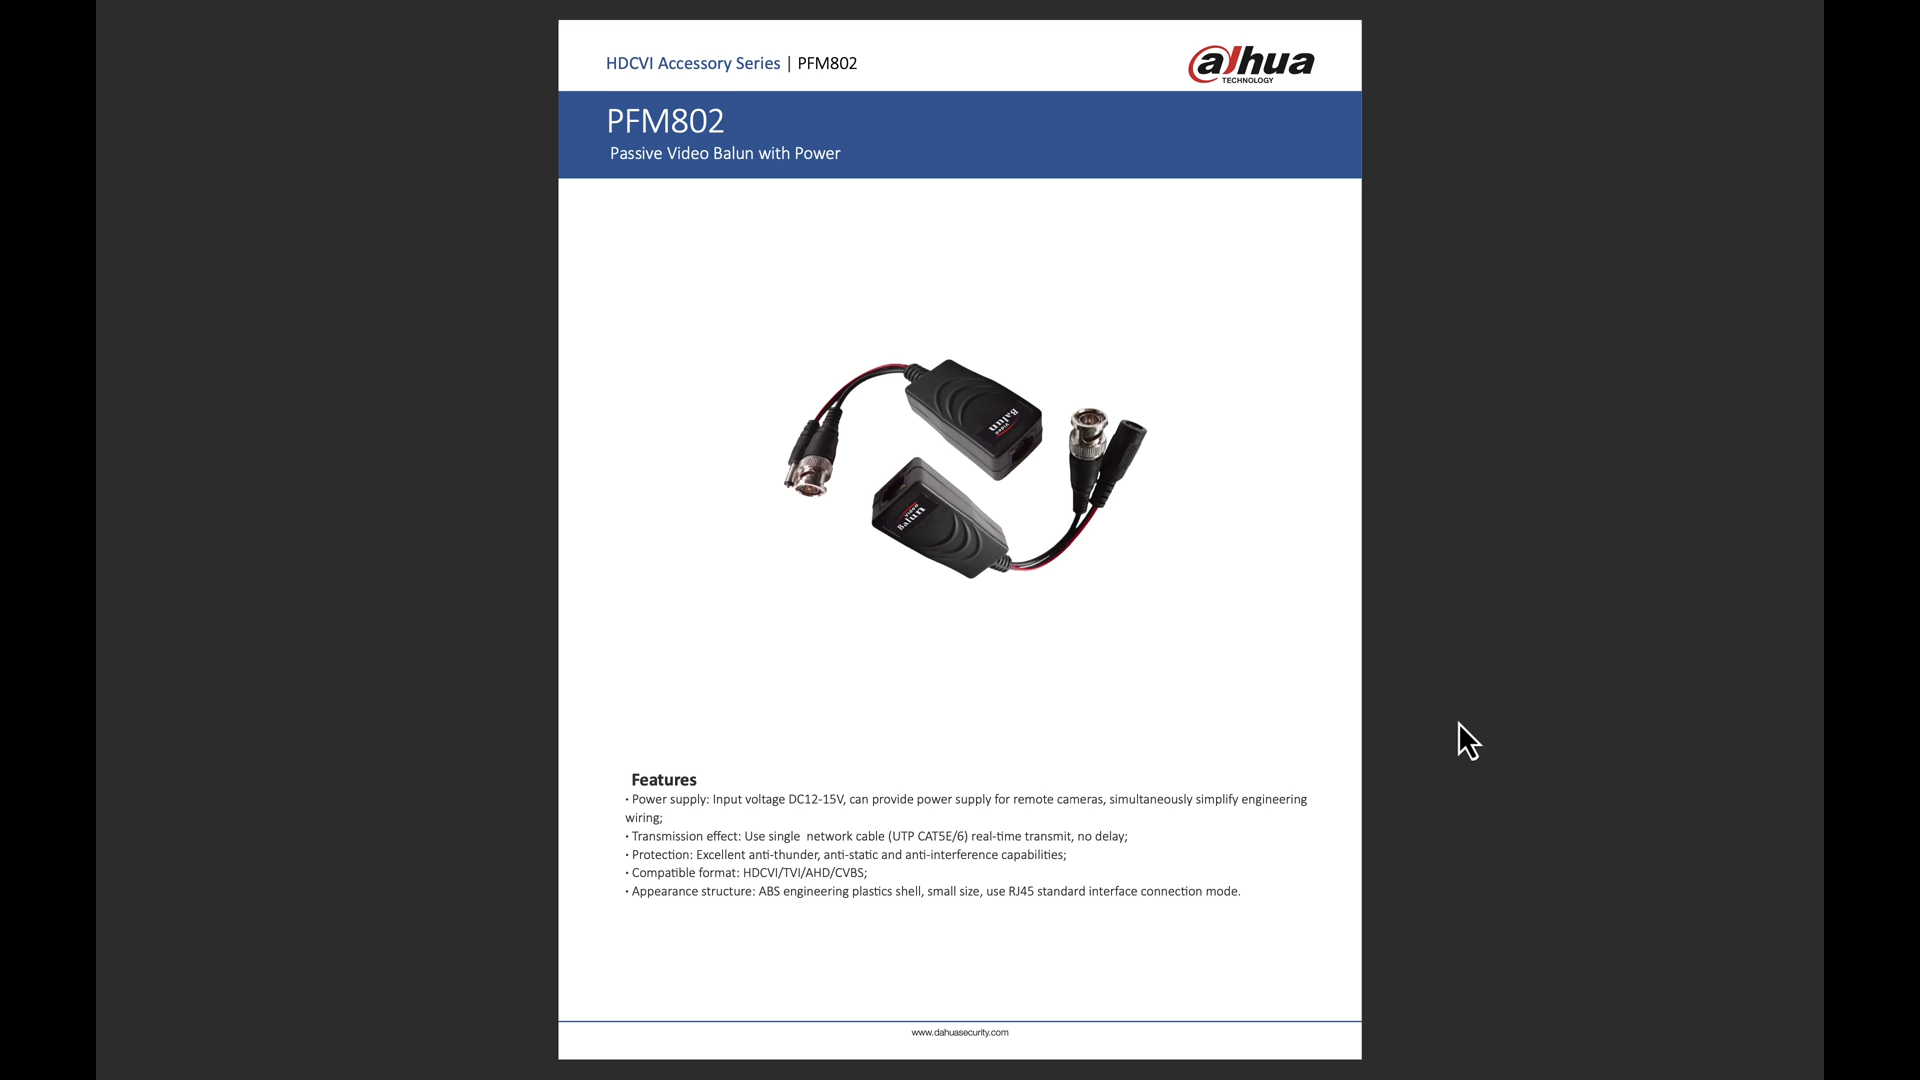 HDCVI Accessory Series | PFM802
alhua
TECHNOLOGY
PFM802
Passive Video Balun with Power
Video
Balun
Video
Balun
Features
· Power supply: Input voltage DC12-15V, can provide power supply for remote cameras, simultaneously simplify engineering
wiring;
· Transmission effect: Use single  network cable (UTP CAT5E/6) real-time transmit, no delay;
· Protection: Excellent anti-thunder, anti-static and anti-interference capabilities;
· Compatible format: HDCVI/TVI/AHD/CVBS;
· Appearance structure: ABS engineering plastics shell, small size, use RJ45 standard interface connection mode.
www.dahuasecurity.com